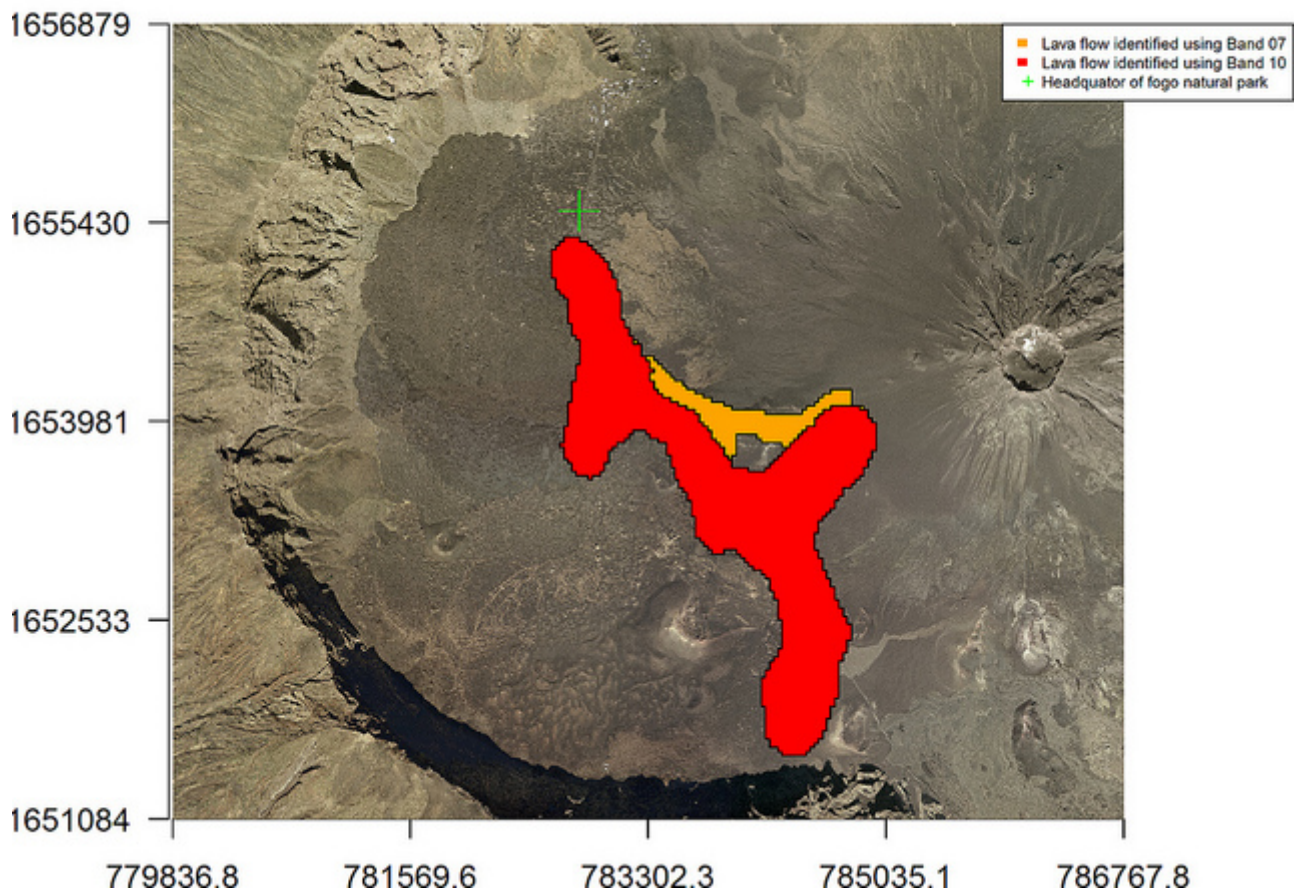 1656879
Lava flow identified using Band 07
Lava flow identified using Band 10
Headquator of fogo natural park
1655430
1653981
1652533
1651084
779836.8 781569.6 783302.3 785035.1 786767.8